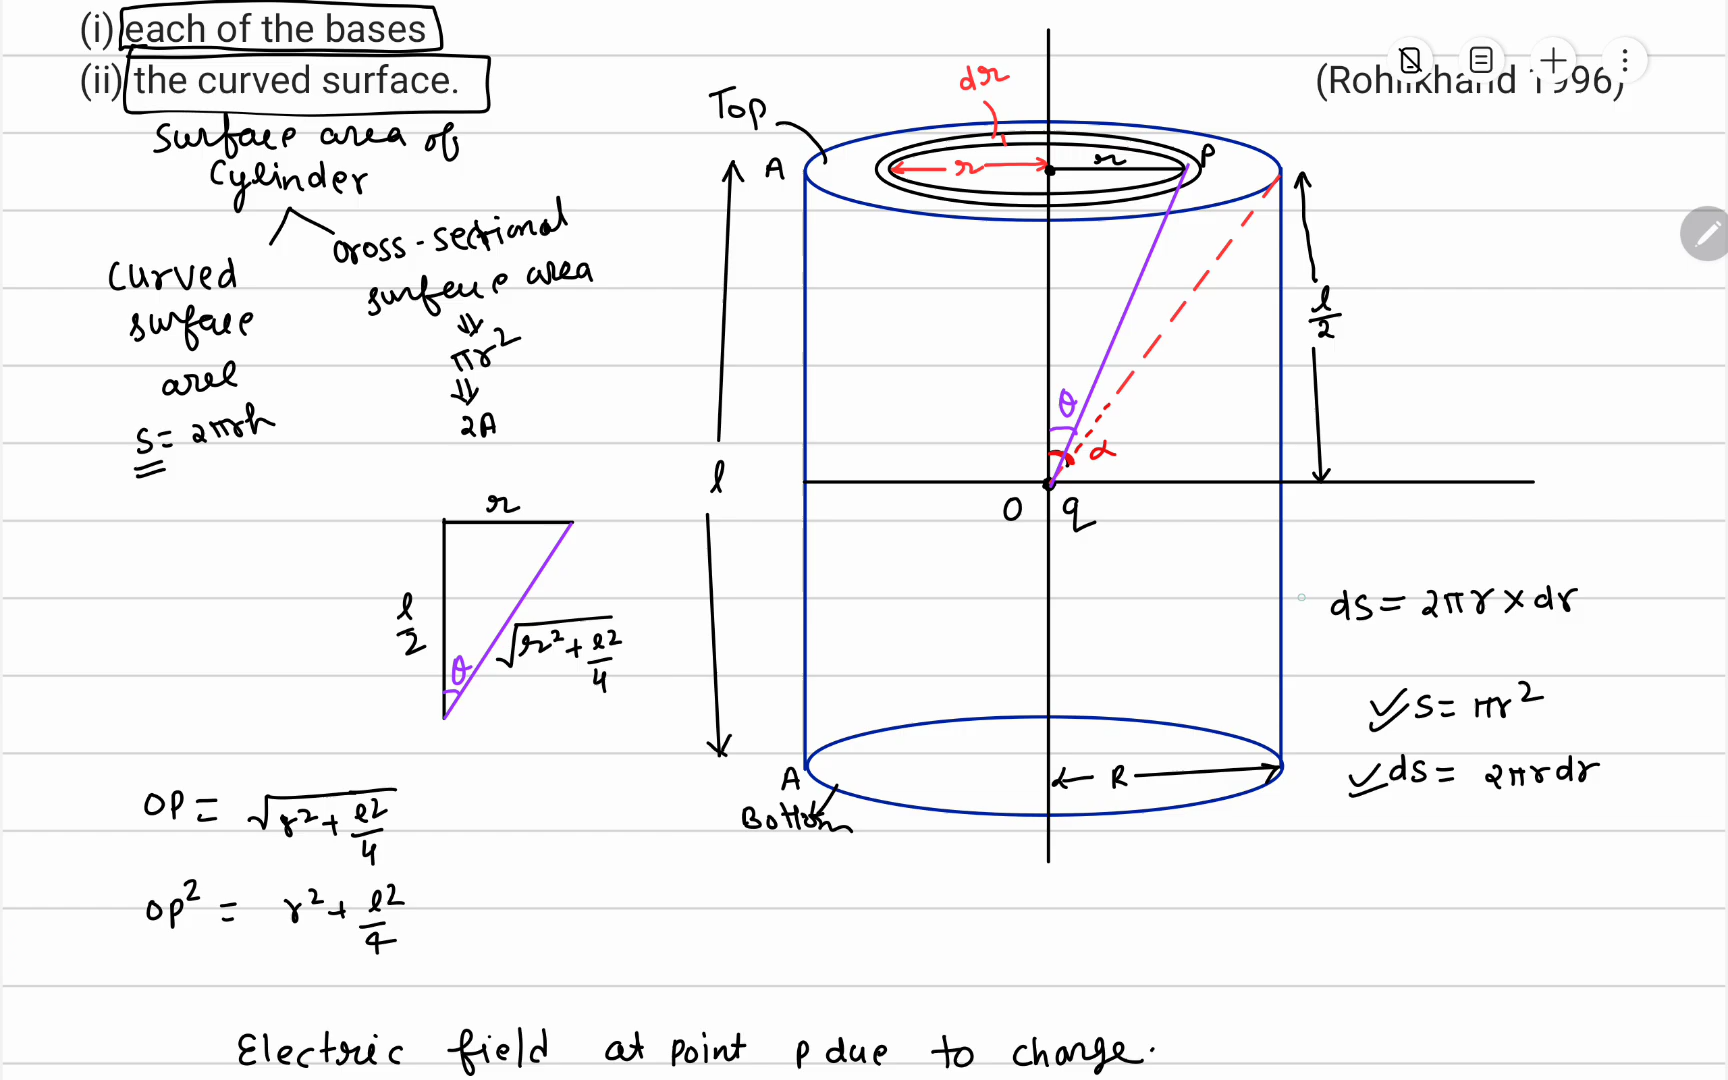 (i) each of the bases
(ii) the curved surface.
(Rohilkhand 1996)
Surface area of
Cylinder
Curved
surface
area
S = 2πrh
cross-sectional
surface area
⇓
πr²
⇓
2A
Top
dr
A
r
r
P
l
l/2
θ
α
O
q
r
l/2
θ
√(r² + l²/4)
ds = 2πr × dr
S = πr²
ds = 2πrdr
A
R
Bottom
OP = √(r² + l²/4)
OP² = r² + l²/4
Electric field at point P due to charge.